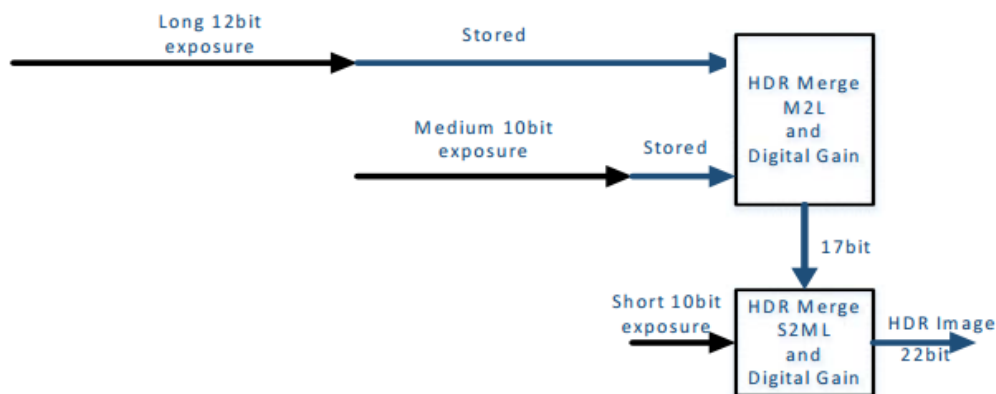 Long 12bit
exposure
Stored
HDR Merge
M2L
and
Digital Gain
Medium 10bit
exposure
Stored
17bit
Short 10bit
exposure
HDR Merge
S2ML
and
Digital Gain
HDR Image
22bit